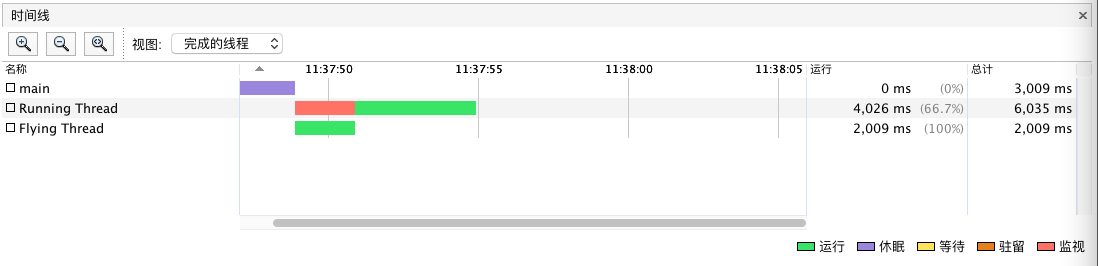 时间线
视图: 完成的线程
名称 11:37:50 11:37:55 11:38:00 11:38:05 运行 总计
main 0 ms (0%) 3,009 ms
Running Thread 4,026 ms (66.7%) 6,035 ms
Flying Thread 2,009 ms (100%) 2,009 ms
运行 休眠 等待 驻留 监视